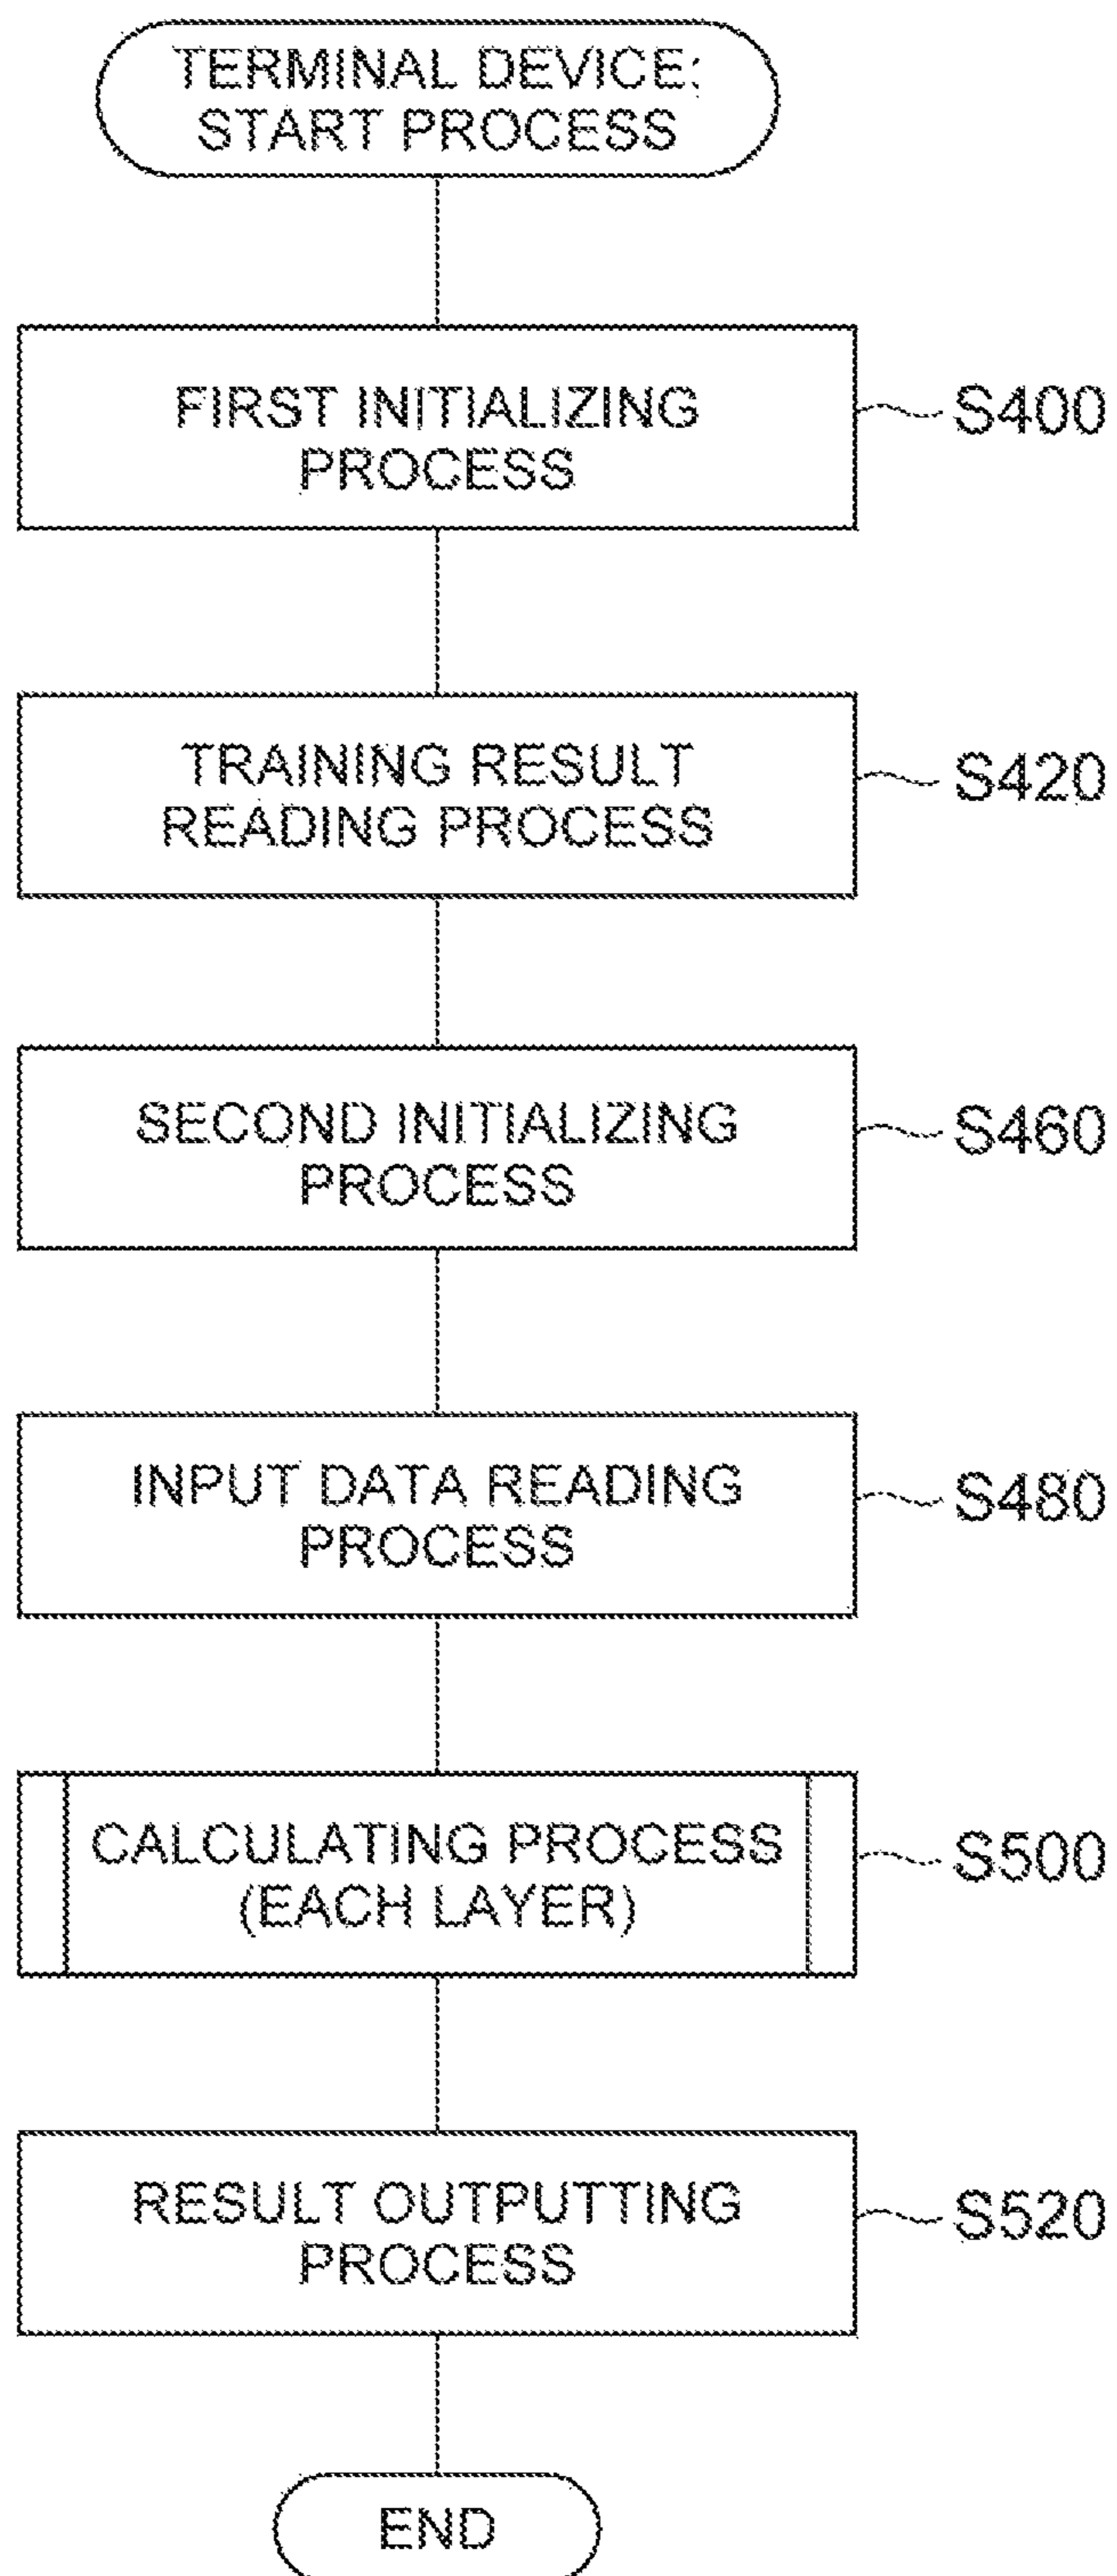 TERMINAL DEVICE:
START PROCESS
FIRST INITIALIZING
PROCESS
S400
TRAINING RESULT
READING PROCESS
S420
SECOND INITIALIZING
PROCESS
S460
INPUT DATA READING
PROCESS
S480
CALCULATING PROCESS
(EACH LAYER)
S500
RESULT OUTPUTTING
PROCESS
S520
END